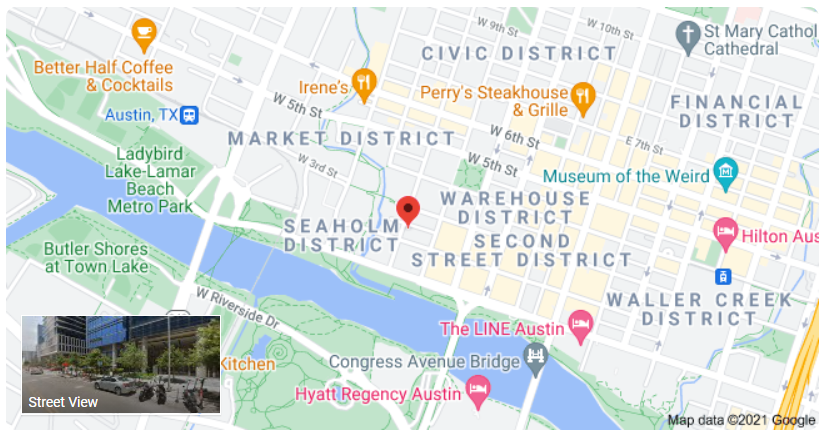 W 9th St
W 10th St
St Mary Cathol
Cathedral
CIVIC DISTRICT
Better Half Coffee
& Cocktails
Irene's
Perry's Steakhouse
& Grille
FINANCIAL
DISTRICT
Austin, TX
W 5th St
W 6th St
E 7th St
MARKET DISTRICT
Ladybird
Lake-Lamar
Beach
Metro Park
W 3rd St
W 5th St
Museum of the Weird
WAREHOUSE
DISTRICT
SEAHOLM
DISTRICT
SECOND
STREET DISTRICT
Hilton Aus
Butler Shores
at Town Lake
W Riverside Dr
WALLER CREEK
DISTRICT
The LINE Austin
Kitchen
Congress Avenue Bridge
Hyatt Regency Austin
Street View
Map data ©2021 Google